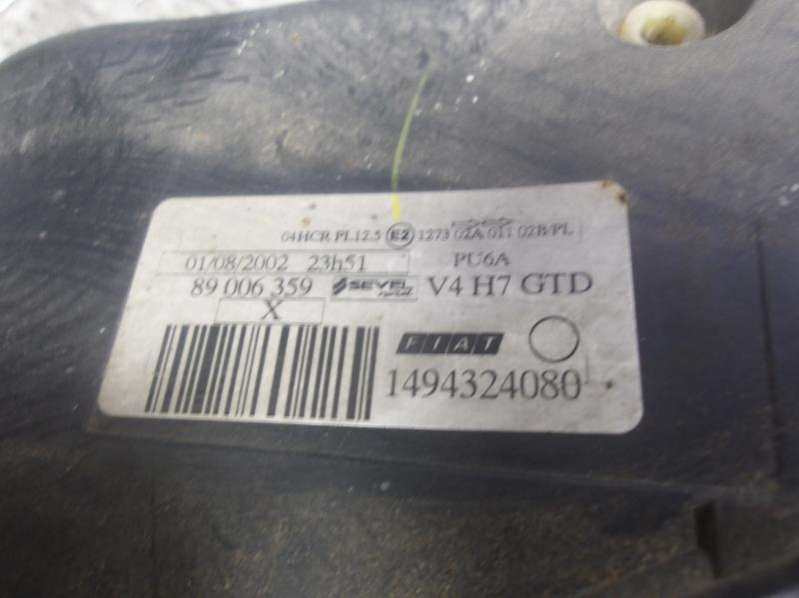 04HCR PL12.5 E2 1273 02A 011 02B/PL
01/08/2002 23h51 PU6A
89 006 359 SEVEL V4 H7 GTD
X
FIAT
1494324080